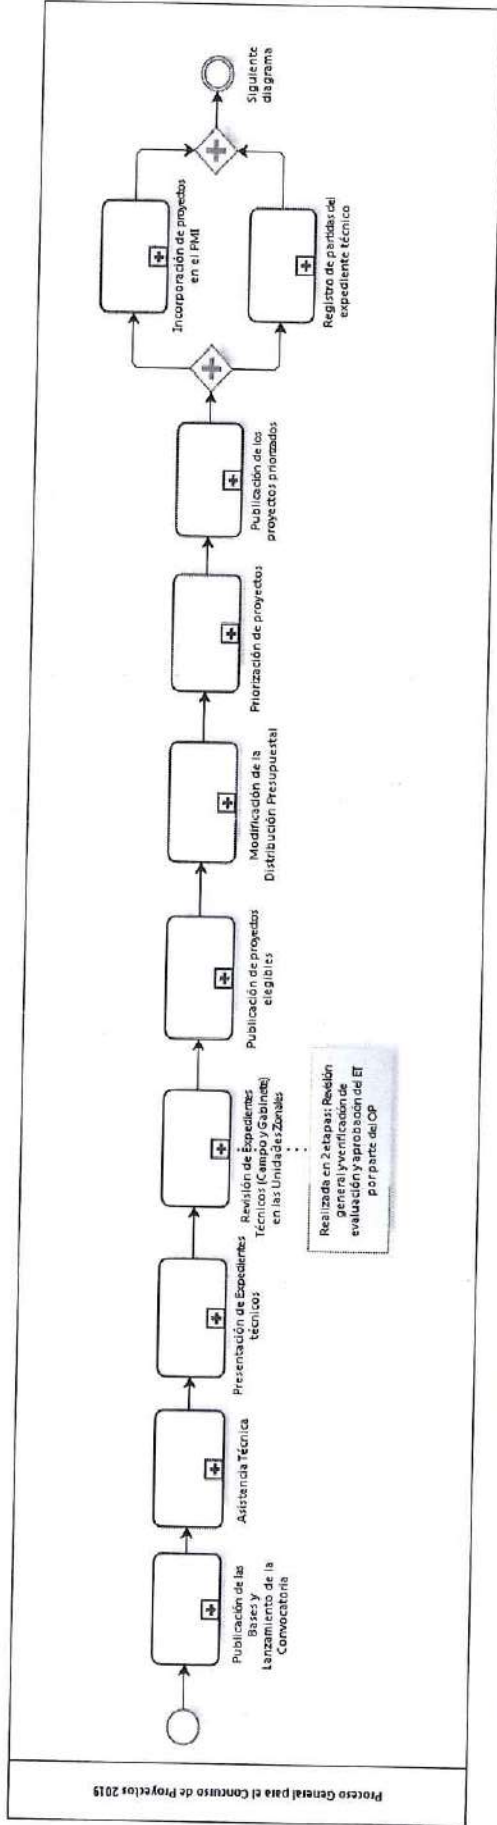 Proceso General para el Concurso de Proyectos 2019
Publicación de las
Bases y
Lanzamiento de la
Convocatoria
Asistencia Técnica
Presentación de Expedientes
técnicos
Revisión de Expedientes
Técnicos (Campo y Gabinete)
en las Unidades Zonales
Realizada en 2 etapas: Revisión
general y verificación de
evaluación y aprobación del ET
por parte del OP
Publicación de proyectos
elegibles
Modificación de la
Distribución Presupuestal
Priorización de proyectos
Publicación de los
proyectos priorizados
Incorporación de proyectos
en el PMI
Registro de partidas del
expediente técnico
Siguiente
diagrama